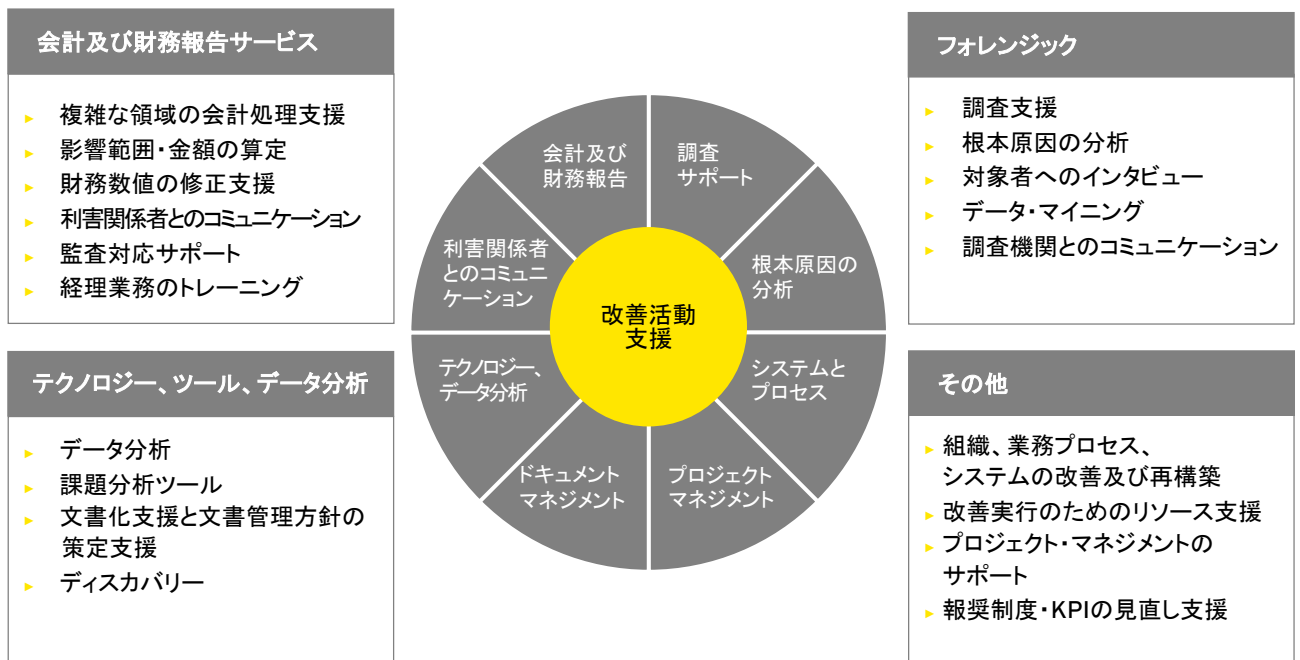 会計及び財務報告サービス
複雑な領域の会計処理支援
影響範囲・金額の算定
財務数値の修正支援
利害関係者とのコミュニケーション
監査対応サポート
経理業務のトレーニング
テクノロジー、ツール、データ分析
データ分析
課題分析ツール
文書化支援と文書管理方針の
策定支援
ディスカバリー
会計及び
財務報告
調査
サポート
利害関係者
とのコミュニ
ケーション
根本原因の
分析
改善活動
支援
テクノロジー、
データ分析
システムと
プロセス
ドキュメント
マネジメント
プロジェクト
マネジメント
フォレンジック
調査支援
根本原因の分析
対象者へのインタビュー
データ・マイニング
調査機関とのコミュニケーション
その他
組織、業務プロセス、
システムの改善及び再構築
改善実行のためのリソース支援
プロジェクト・マネジメントの
サポート
報奨制度・KPIの見直し支援